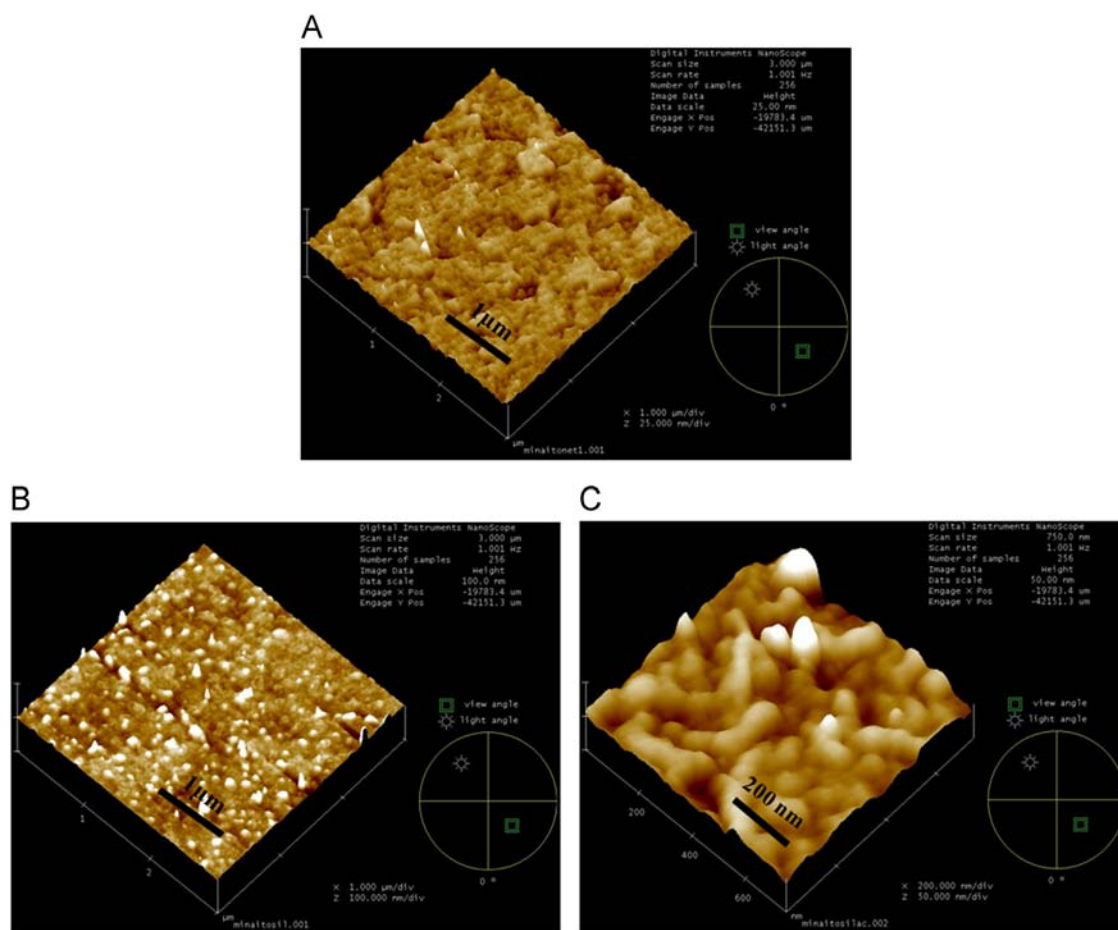 A
Digital Instruments NanoScope
Scan size 3.000 µm
Scan rate 1.001 Hz
Number of samples 256
Image Data Height
Data scale 25.00 nm
Engage X Pos -19783.4 um
Engage Y Pos -42151.3 um
view angle
light angle
1µm
1
2
µm
X 1.000 µm/div
Z 25.000 nm/div
0 °
minaitonet1.001
B
Digital Instruments NanoScope
Scan size 3.000 µm
Scan rate 1.001 Hz
Number of samples 256
Image Data Height
Data scale 100.0 nm
Engage X Pos -19783.4 um
Engage Y Pos -42151.3 um
view angle
light angle
1µm
1
2
µm
X 1.000 µm/div
Z 100.000 nm/div
0 °
minaitosil.001
C
Digital Instruments NanoScope
Scan size 750.0 nm
Scan rate 1.001 Hz
Number of samples 256
Image Data Height
Data scale 50.00 nm
Engage X Pos -19783.4 um
Engage Y Pos -42151.3 um
view angle
light angle
200 nm
200
400
600
nm
X 200.000 nm/div
Z 50.000 nm/div
0 °
minaitosilac.002